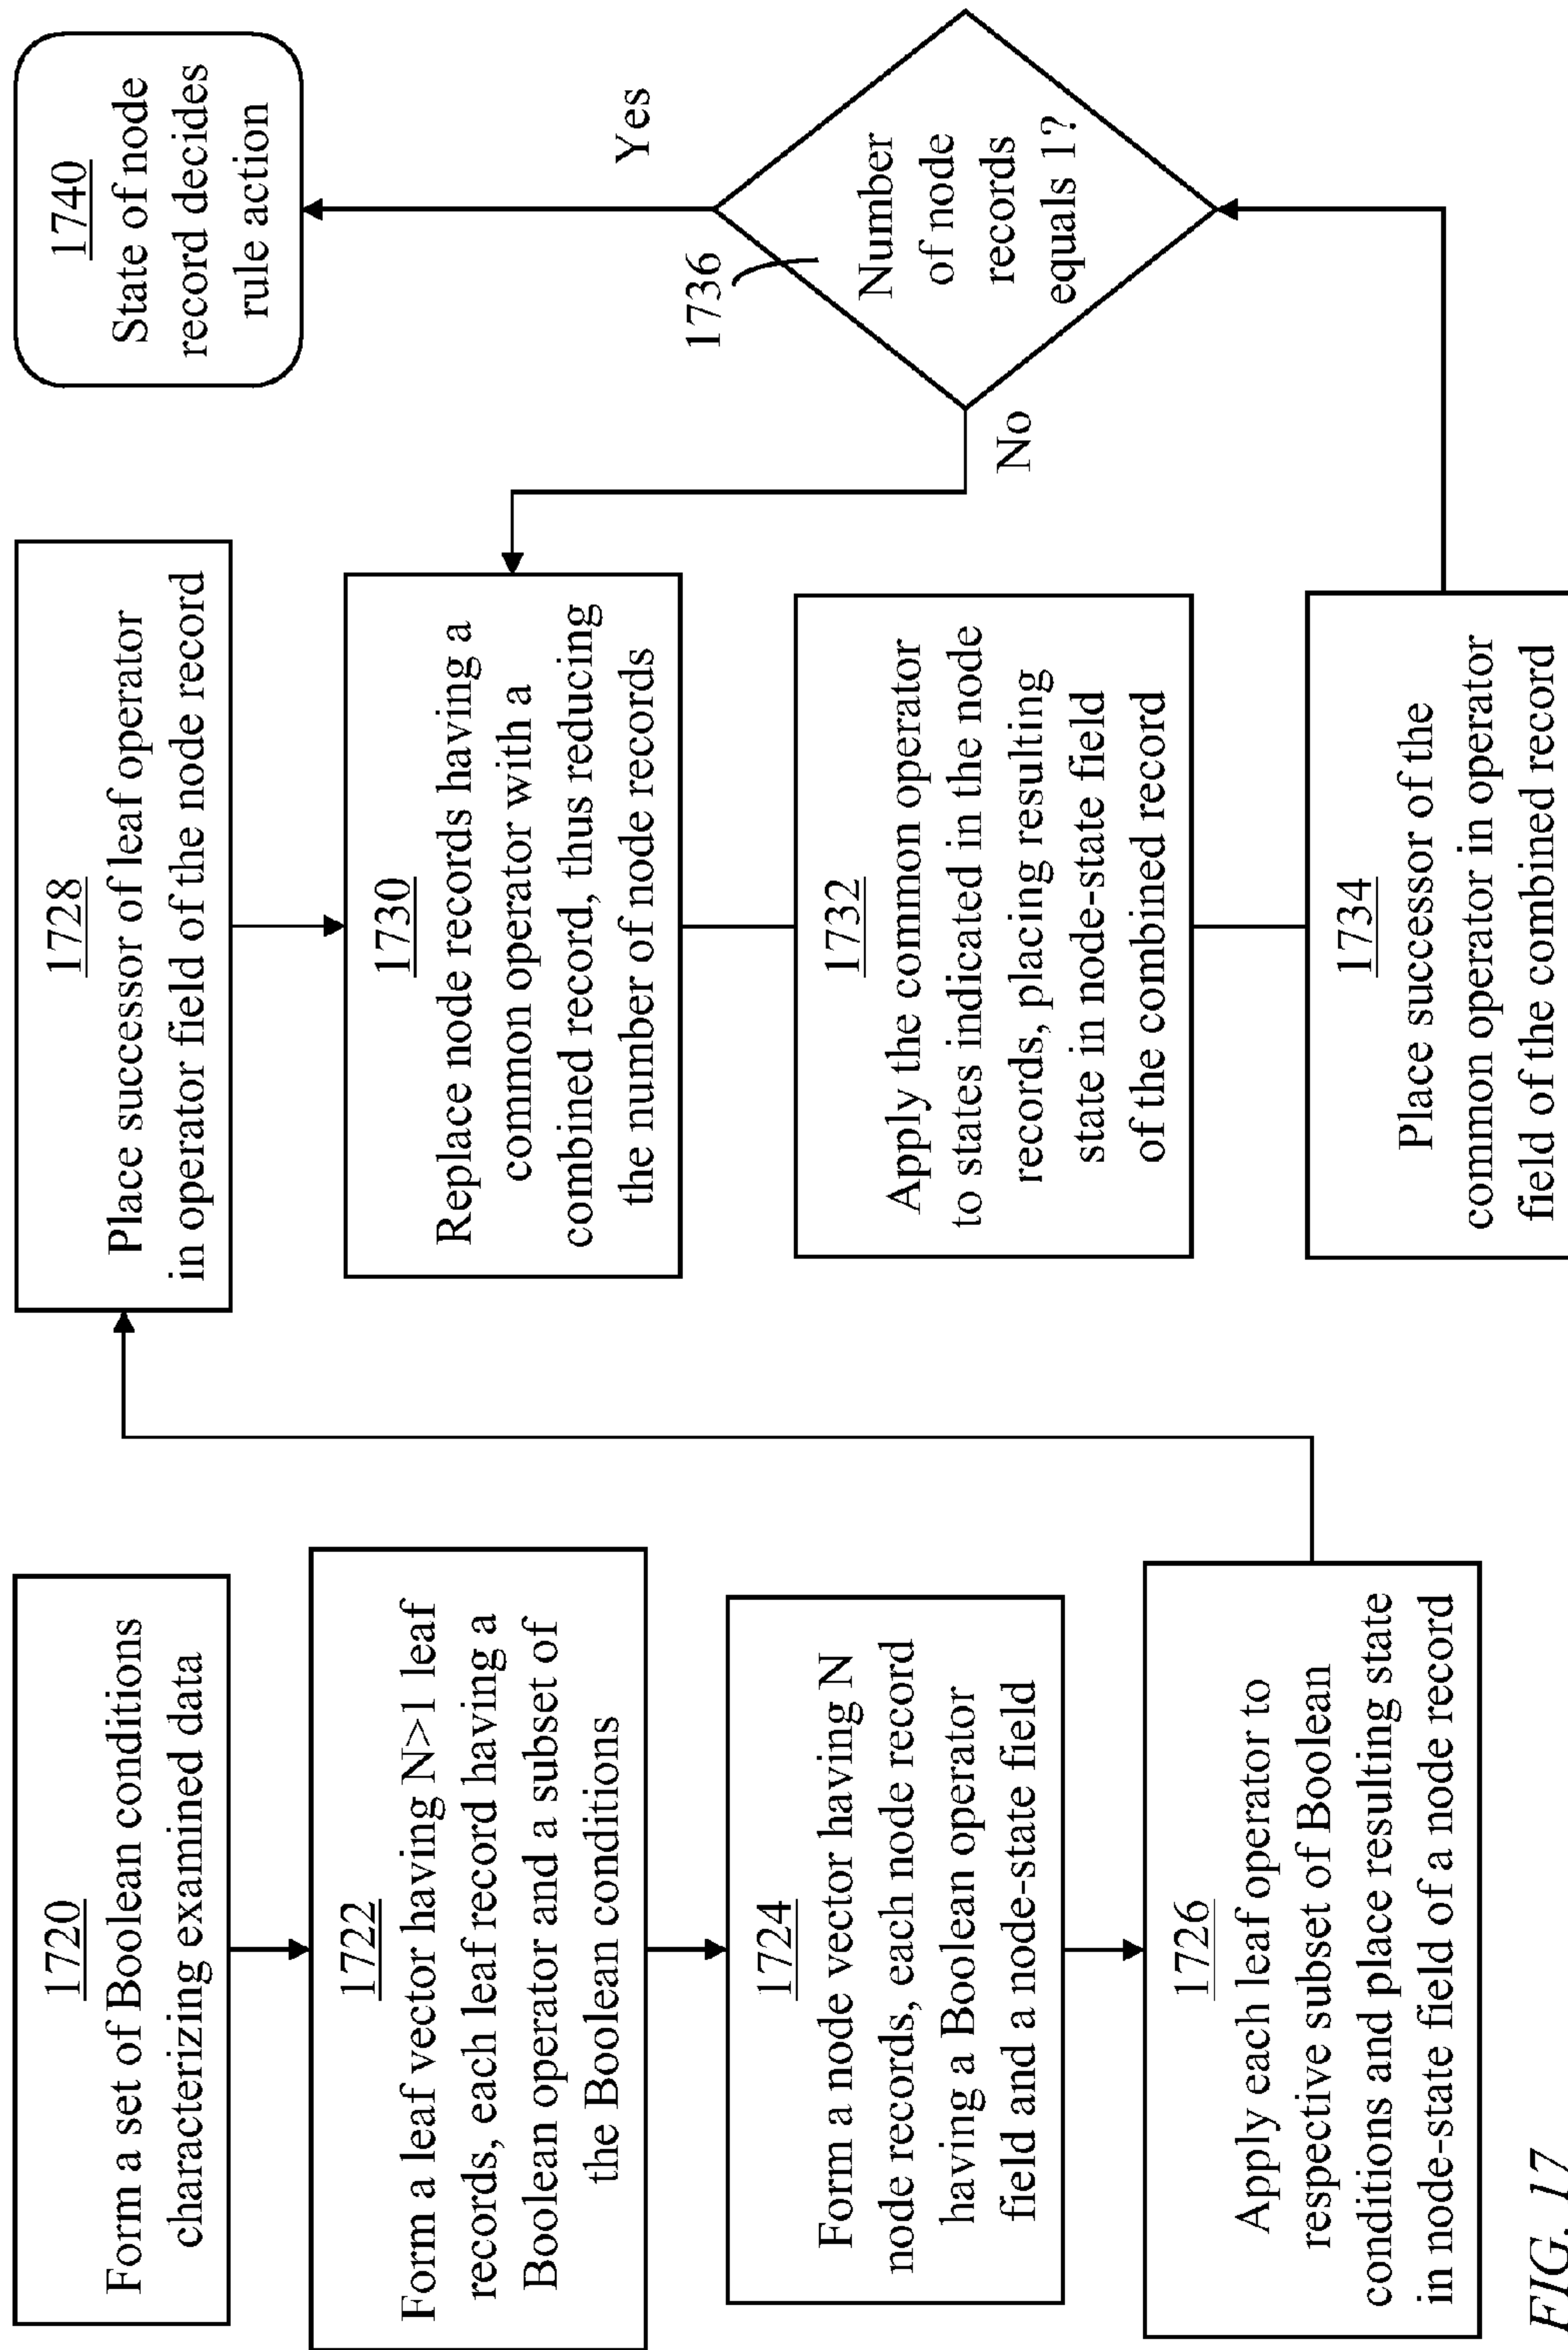 1720
Form a set of Boolean conditions
characterizing examined data
1722
Form a leaf vector having N>1 leaf
records, each leaf record having a
Boolean operator and a subset of
the Boolean conditions
1724
Form a node vector having N
node records, each node record
having a Boolean operator
field and a node-state field
1726
Apply each leaf operator to
respective subset of Boolean
conditions and place resulting state
in node-state field of a node record
1728
Place successor of leaf operator
in operator field of the node record
1730
Replace node records having a
common operator with a
combined record, thus reducing
the number of node records
1732
Apply the common operator
to states indicated in the node
records, placing resulting
state in node-state field
of the combined record
1734
Place successor of the
common operator in operator
field of the combined record
1736
Number
of node
records
equals 1?
No
Yes
1740
State of node
record decides
rule action
FIG. 17